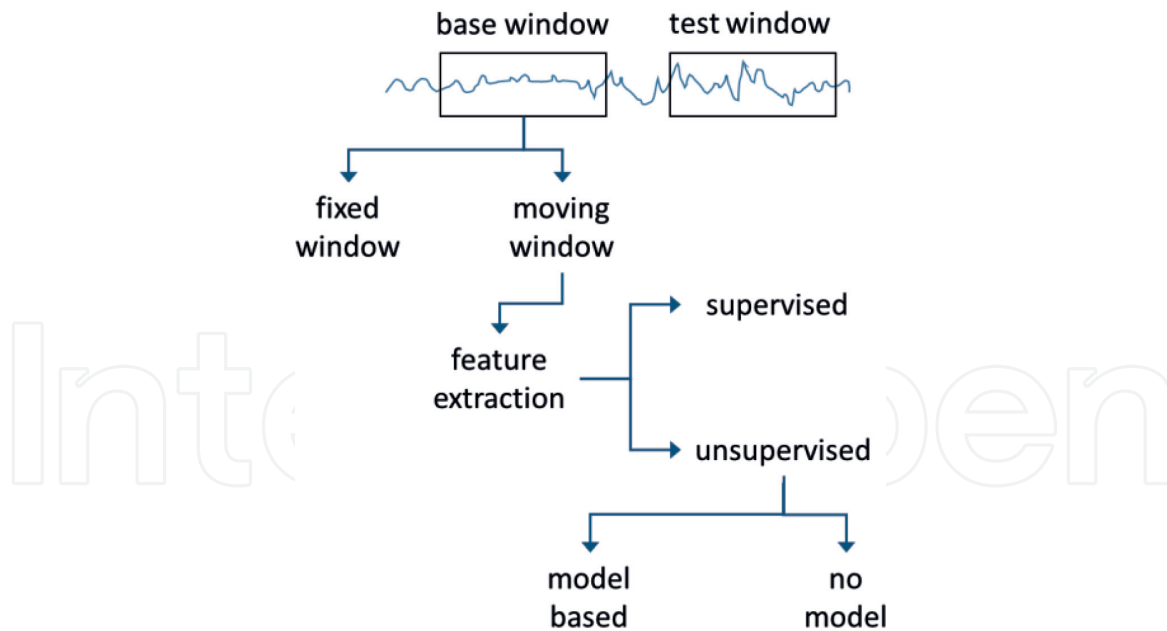 base window
test window
fixed
window
moving
window
supervised
feature
extraction
unsupervised
model
based
no
model